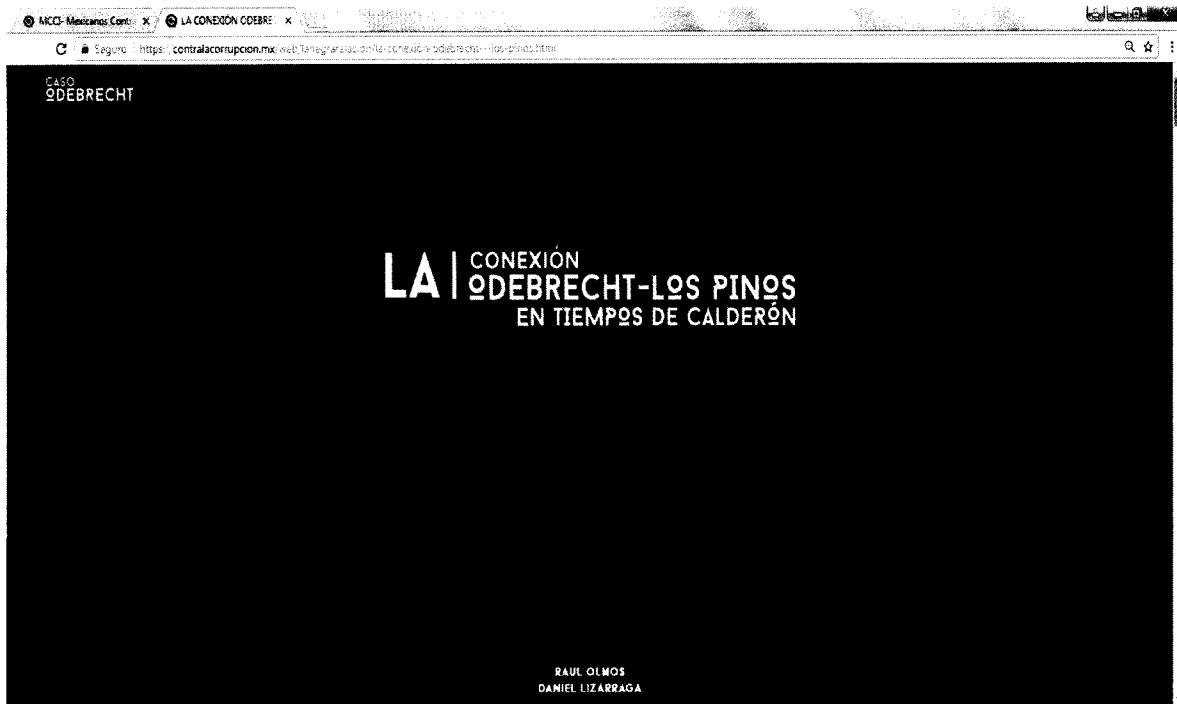 MCCI- Mexicanos Contr x
LA CONEXIÓN ODEBRE x
Seguro https: contralacorrupcion.mx
CASO
ODEBRECHT
LA CONEXIÓN
ODEBRECHT-LOS PINOS
EN TIEMPOS DE CALDERÓN
RAUL OLMOS
DANIEL LIZARRAGA